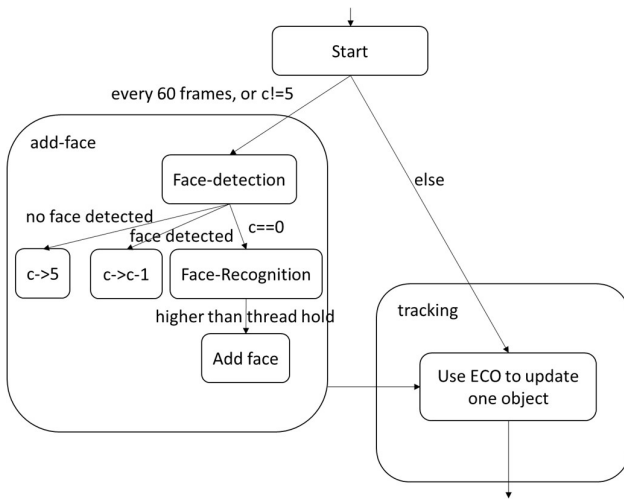 Start
every 60 frames, or c!=5
add-face
Face-detection
else
no face detected
face detected
c==0
c->5
c->c-1
Face-Recognition
higher than thread hold
tracking
Add face
Use ECO to update
one object